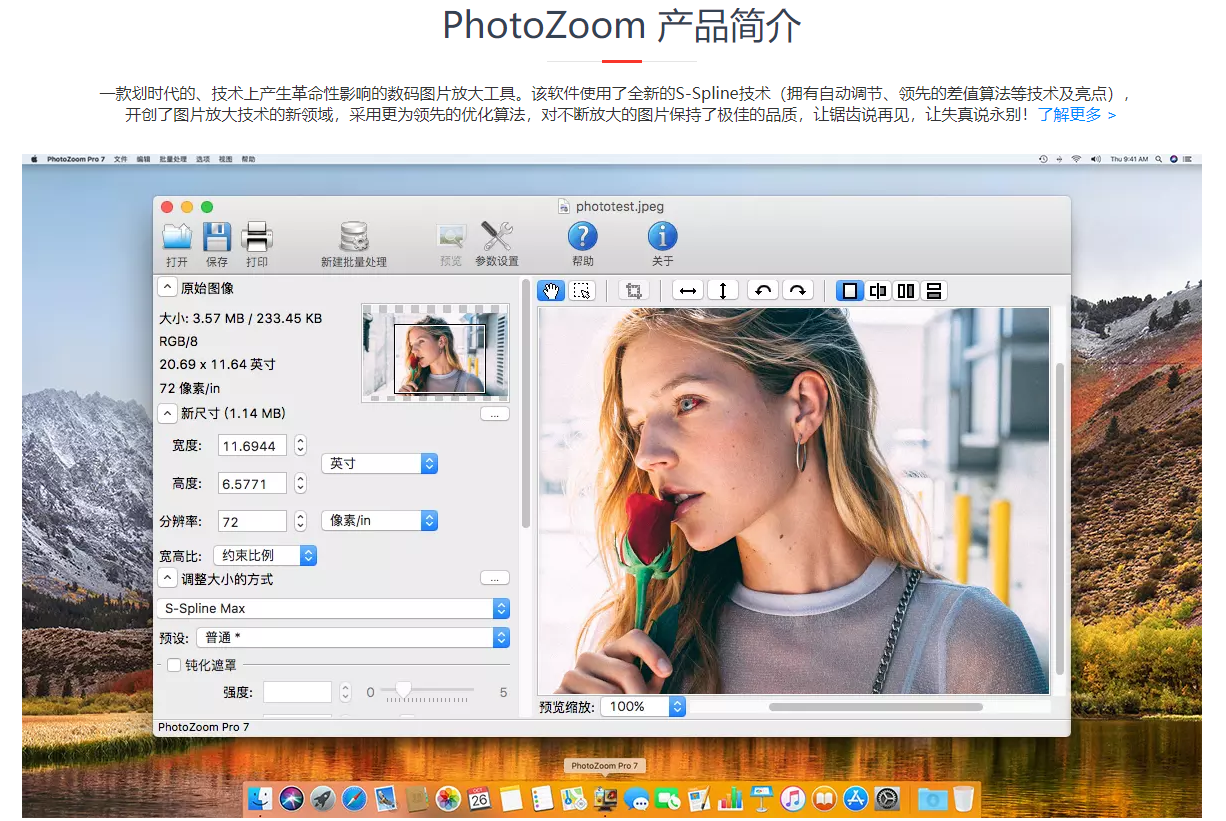 PhotoZoom 产品简介
一款划时代的、技术上产生革命性影响的数码图片放大工具。该软件使用了全新的S-Spline技术（拥有自动调节、领先的差值算法等技术及亮点），
开创了图片放大技术的新领域，采用更为领先的优化算法，对不断放大的图片保持了极佳的品质，让锯齿说再见，让失真说永别！了解更多 >
PhotoZoom Pro 7 文件 编辑 批量处理 选项 视图 帮助 Thu 9:41 AM
phototest.jpeg
打开 保存 打印 新建批量处理 预览 参数设置 帮助 关于
原始图像
大小: 3.57 MB / 233.45 KB
RGB/8
20.69 x 11.64 英寸
72 像素/in
新尺寸 (1.14 MB) ...
宽度: 11.6944
英寸
高度: 6.5771
分辨率: 72 像素/in
宽高比: 约束比例
调整大小的方式 ...
S-Spline Max
预设: 普通 *
钝化遮罩
强度: 0 5
预览缩放: 100%
PhotoZoom Pro 7
PhotoZoom Pro 7
OCT
26